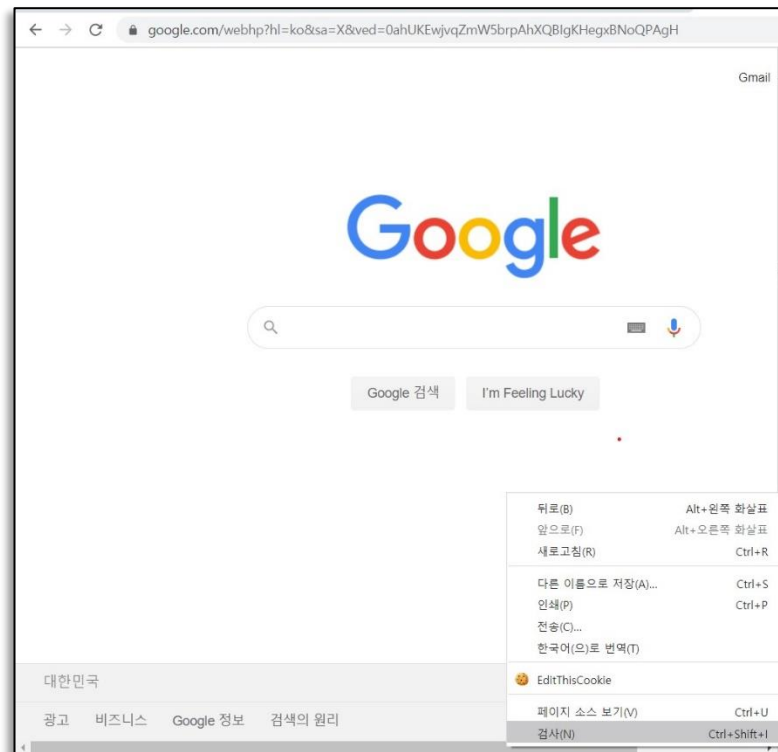 google.com/webhp?hl=ko&sa=X&ved=0ahUKEwjvqZmW5brpAhXQBIgKHegxBNoQPAgH
Gmail
Google
Google 검색 I'm Feeling Lucky
뒤로(B) Alt+왼쪽 화살표
앞으로(F) Alt+오른쪽 화살표
새로고침(R) Ctrl+R
다른 이름으로 저장(A)... Ctrl+S
인쇄(P) Ctrl+P
전송(C)...
한국어(으)로 번역(T)
EditThisCookie
페이지 소스 보기(V) Ctrl+U
검사(N) Ctrl+Shift+I
대한민국
광고 비즈니스 Google 정보 검색의 원리